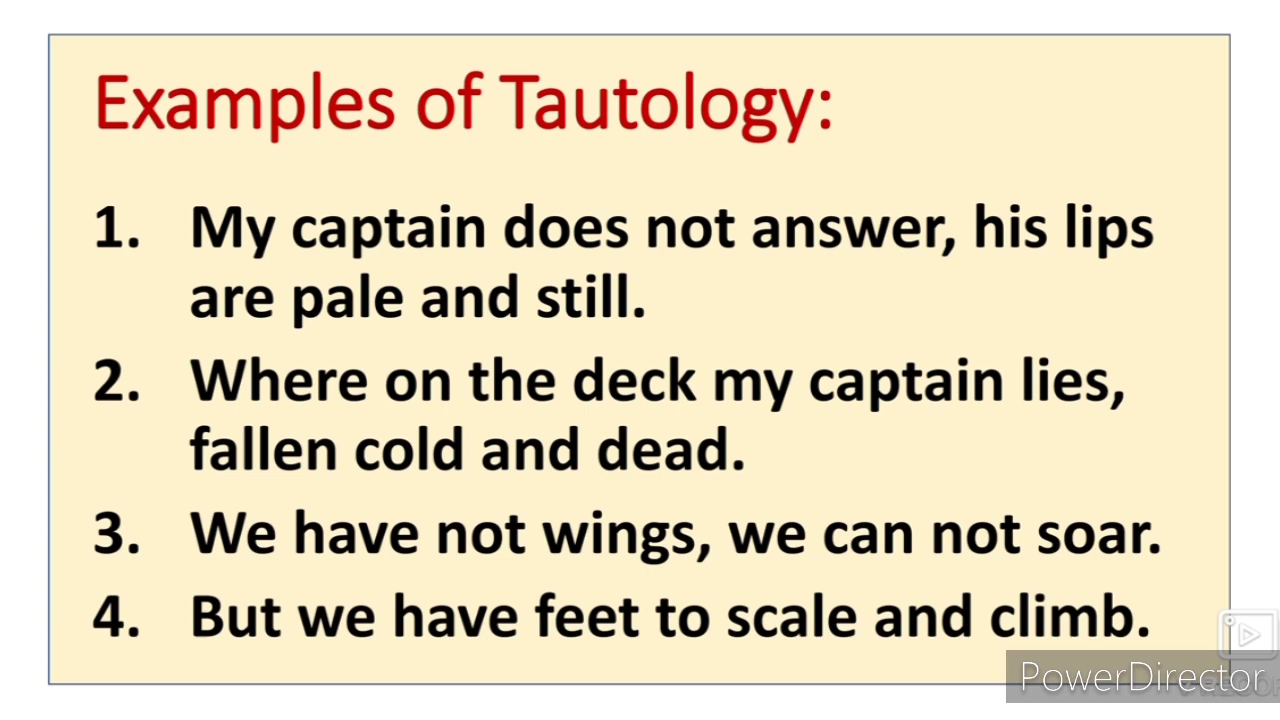 Examples of Tautology:
1. My captain does not answer, his lips
are pale and still.
2. Where on the deck my captain lies,
fallen cold and dead.
3. We have not wings, we can not soar.
4. But we have feet to scale and climb.
PowerDirector